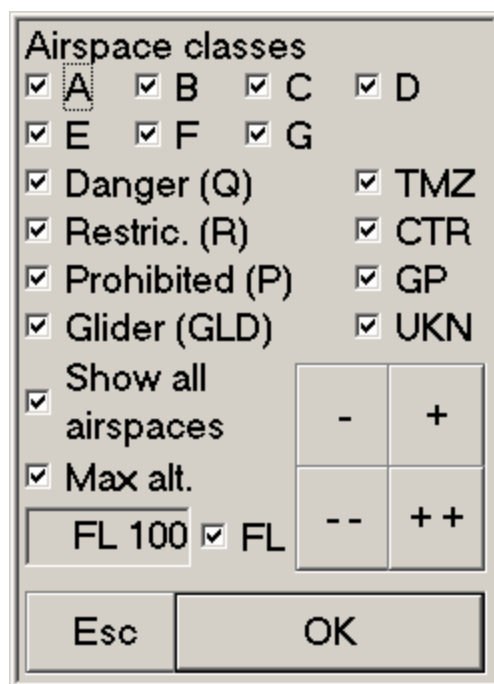 Airspace classes
A B C D
E F G
Danger (Q) TMZ
Restric. (R) CTR
Prohibited (P) GP
Glider (GLD) UKN
Show all
airspaces
- +
Max alt.
FL 100 FL
-- ++
Esc OK